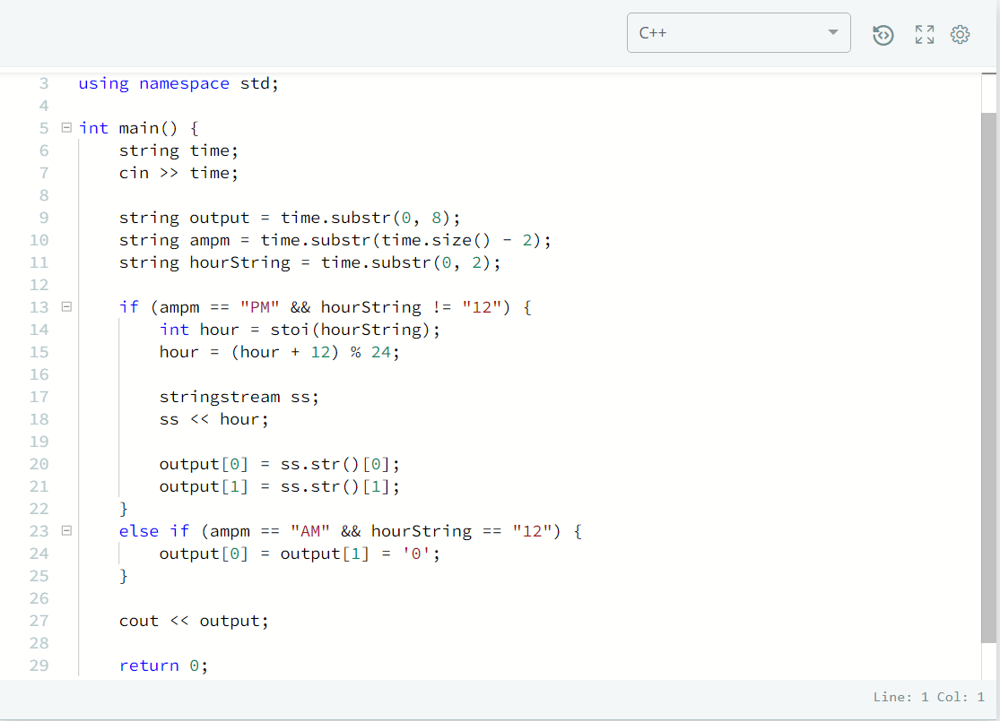 C++
3 using namespace std;
4
5 int main() {
6     string time;
7     cin >> time;
8
9     string output = time.substr(0, 8);
10     string ampm = time.substr(time.size() - 2);
11     string hourString = time.substr(0, 2);
12
13     if (ampm == "PM" && hourString != "12") {
14         int hour = stoi(hourString);
15         hour = (hour + 12) % 24;
16
17         stringstream ss;
18         ss << hour;
19
20         output[0] = ss.str()[0];
21         output[1] = ss.str()[1];
22     }
23     else if (ampm == "AM" && hourString == "12") {
24         output[0] = output[1] = '0';
25     }
26
27     cout << output;
28
29     return 0;
Line: 1 Col: 1